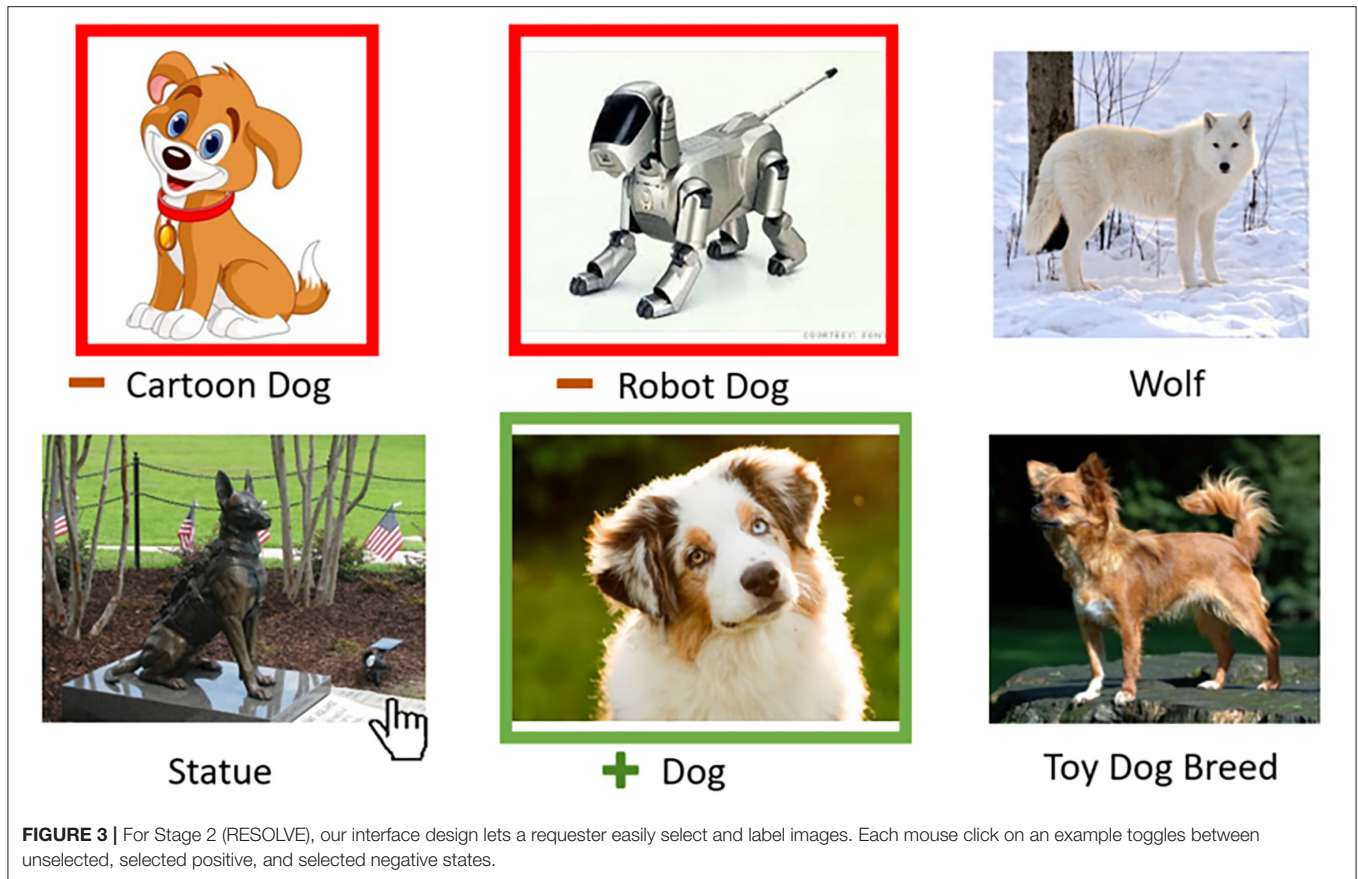 COURTESY: SONY
− Cartoon Dog
− Robot Dog
Wolf
Statue
+ Dog
Toy Dog Breed
FIGURE 3 | For Stage 2 (RESOLVE), our interface design lets a requester easily select and label images. Each mouse click on an example toggles between
unselected, selected positive, and selected negative states.